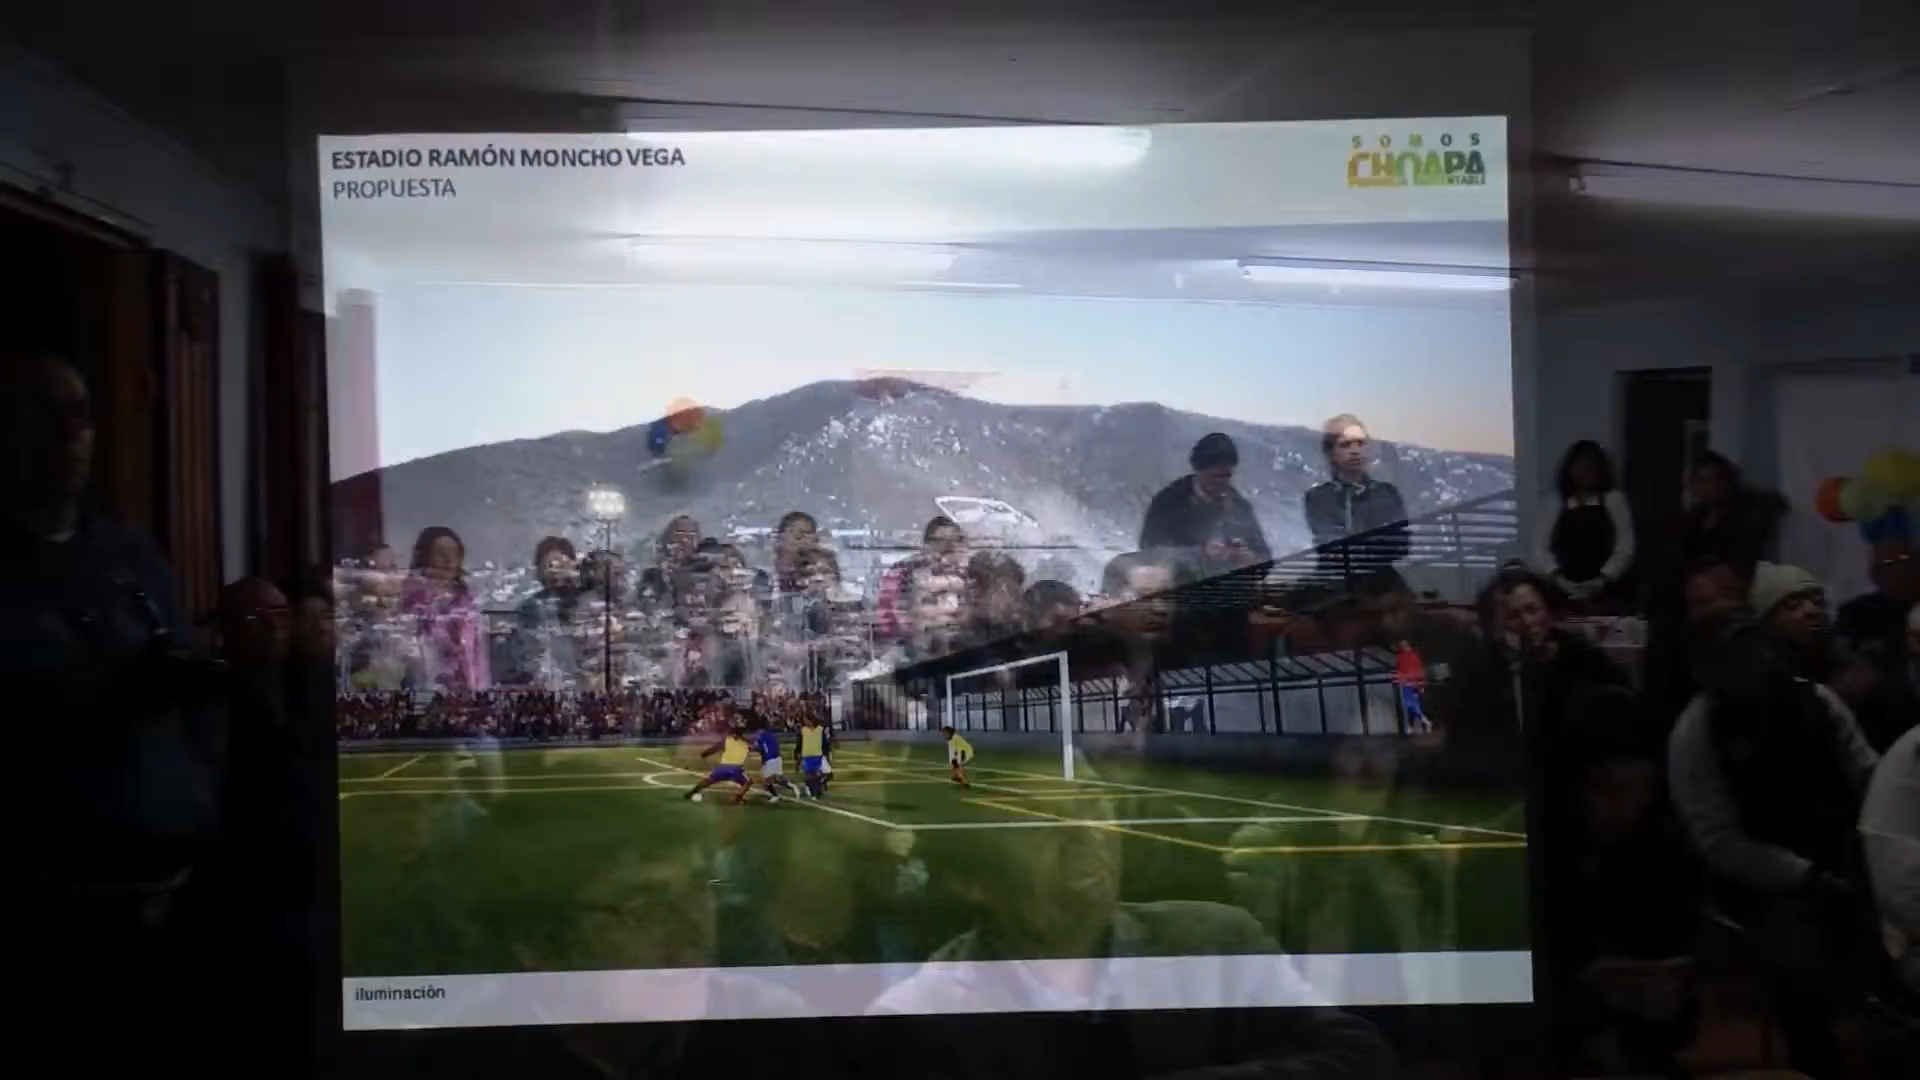 ESTADIO RAMÓN MONCHO VEGA
PROPUESTA
SOMOS
CHOAPA
iluminación